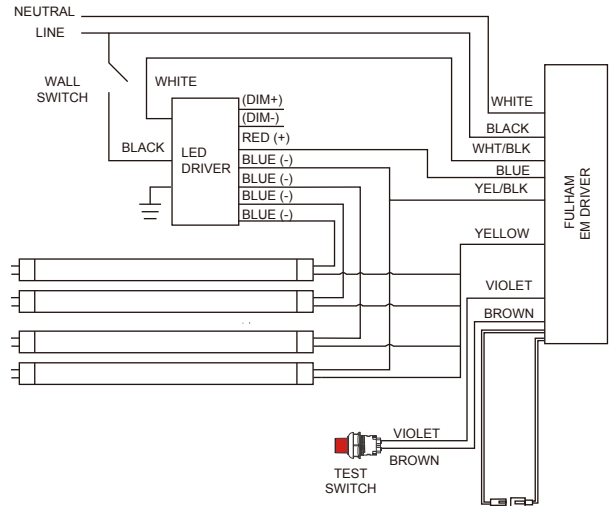 NEUTRAL
LINE
WALL
SWITCH
WHITE
BLACK
LED
DRIVER
(DIM+)
(DIM-)
RED (+)
BLUE (-)
BLUE (-)
BLUE (-)
BLUE (-)
WHITE
BLACK
WHT/BLK
BLUE
YEL/BLK
YELLOW
VIOLET
BROWN
FULHAM
EM DRIVER
VIOLET
BROWN
TEST
SWITCH